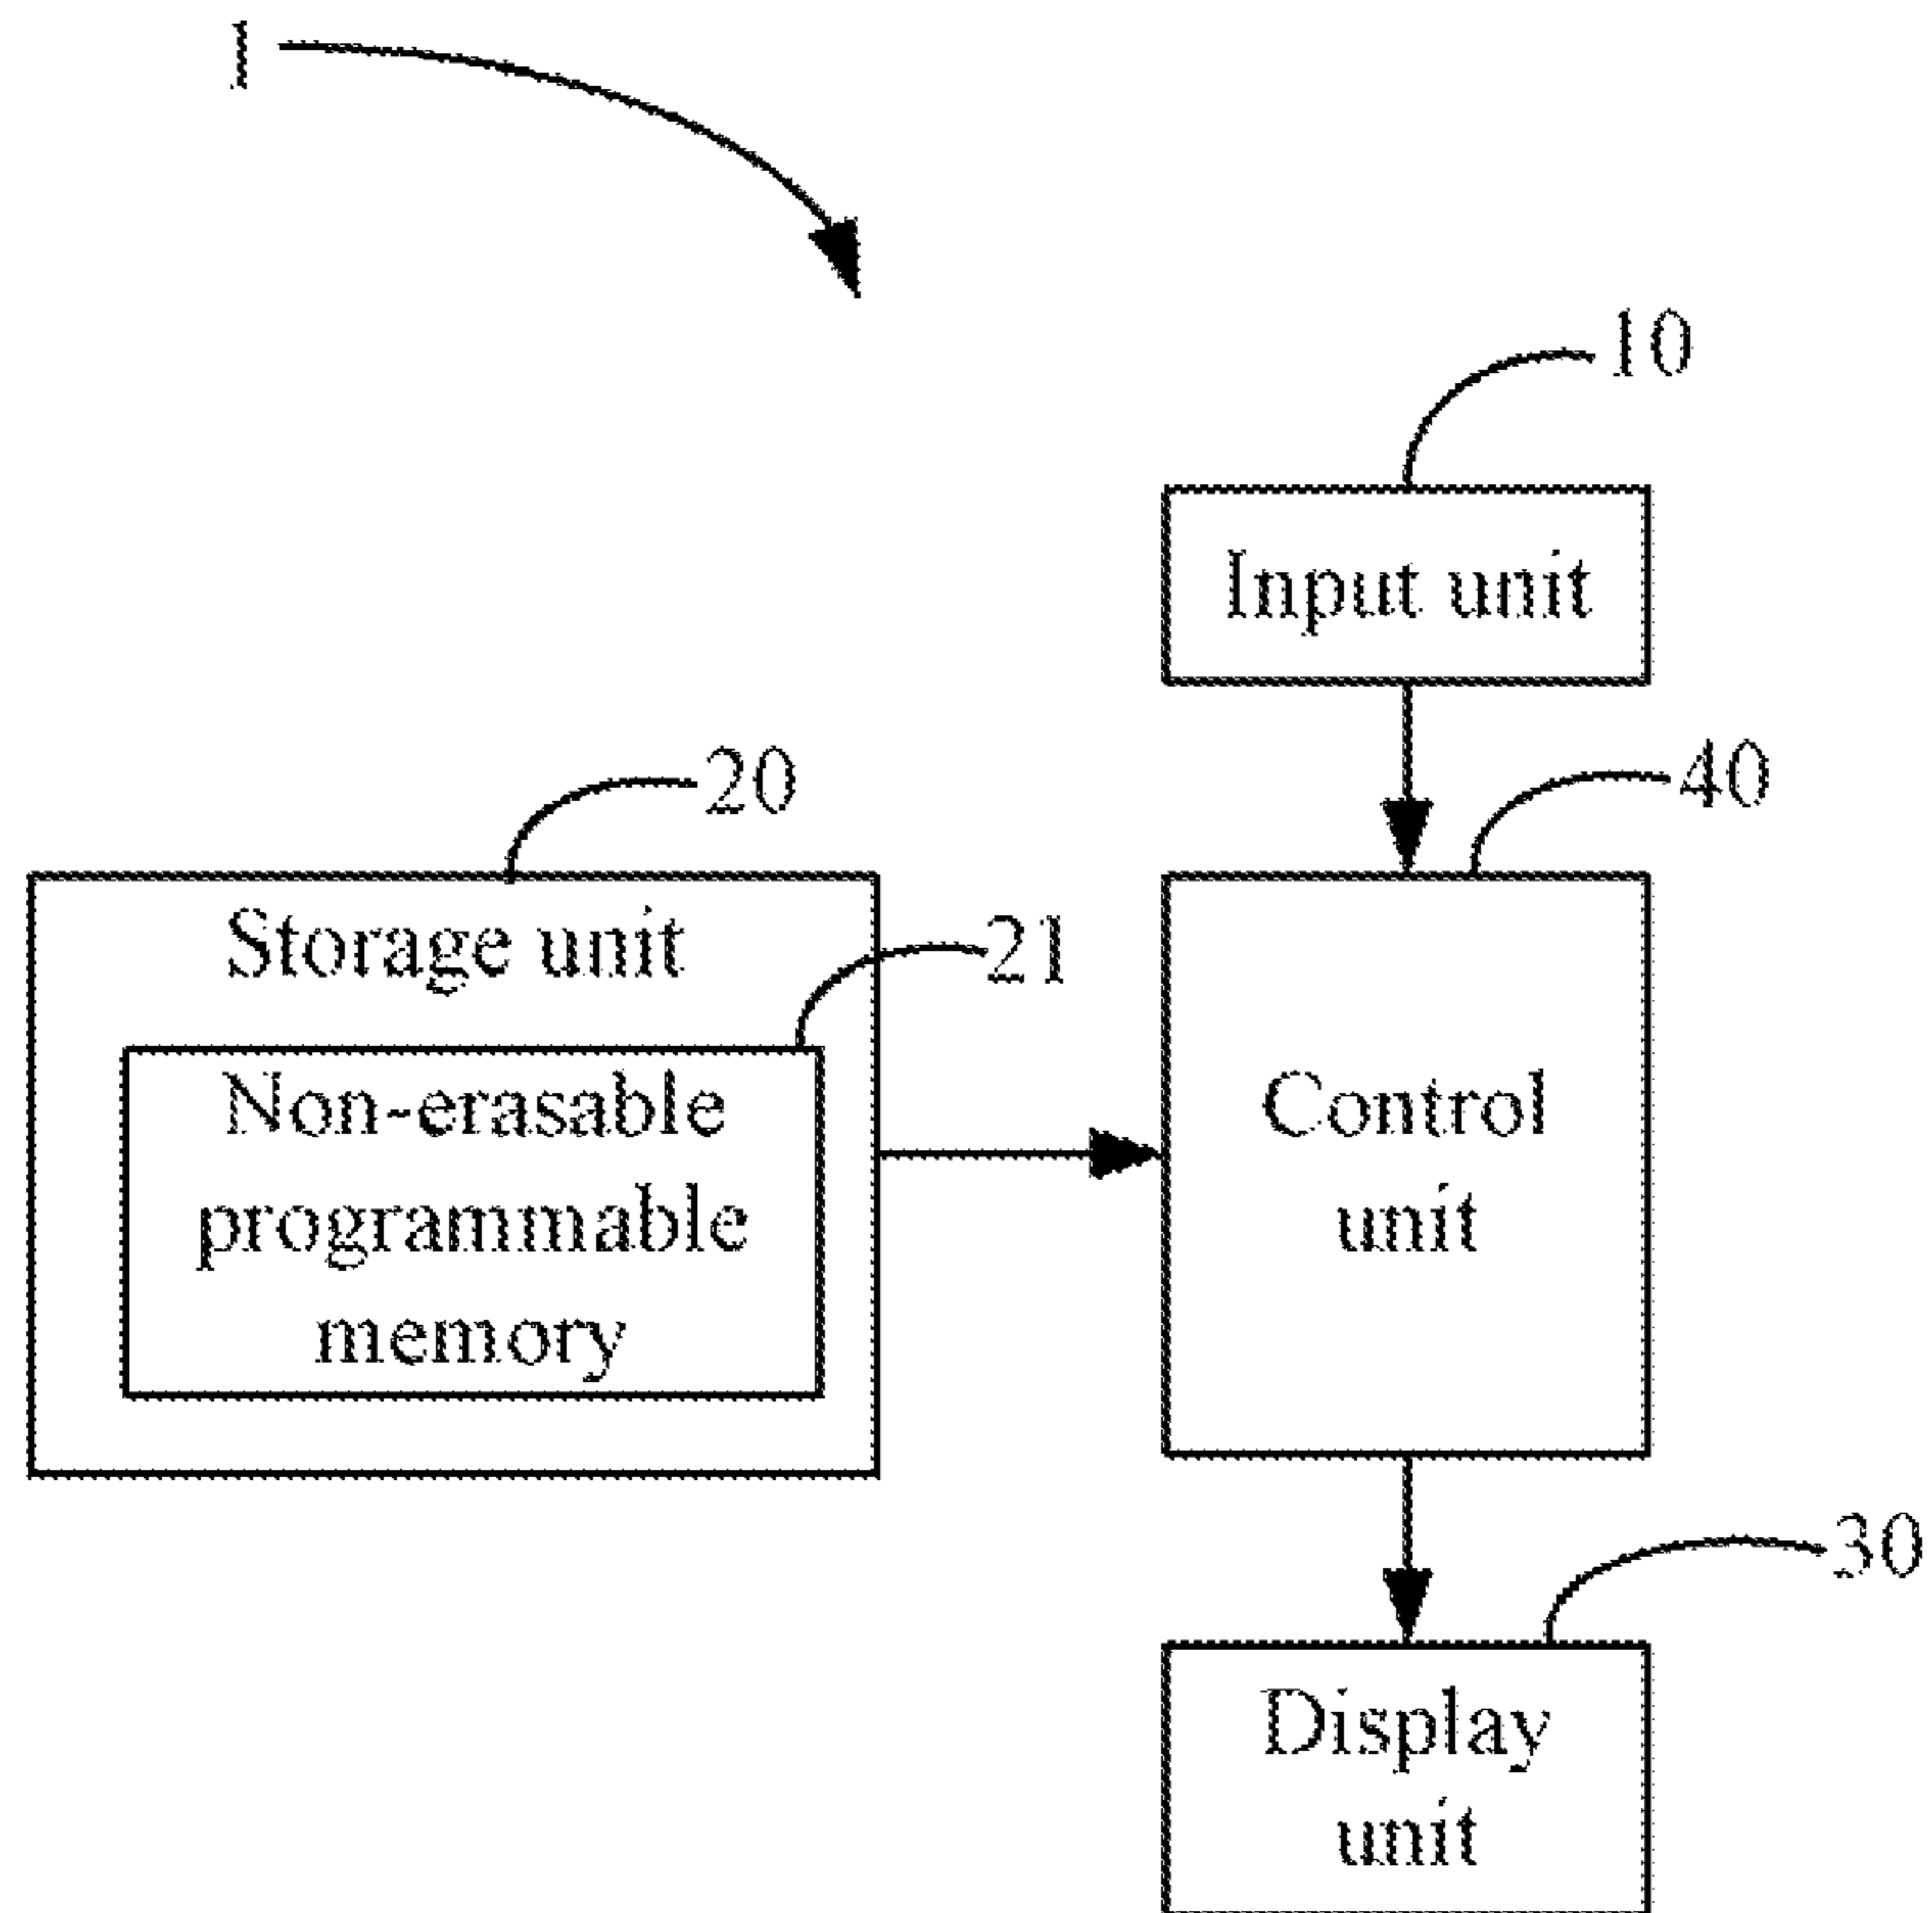 1
10
Input unit
20
40
Storage unit
21
Non-erasable
programmable
memory
Control
unit
30
Display
unit